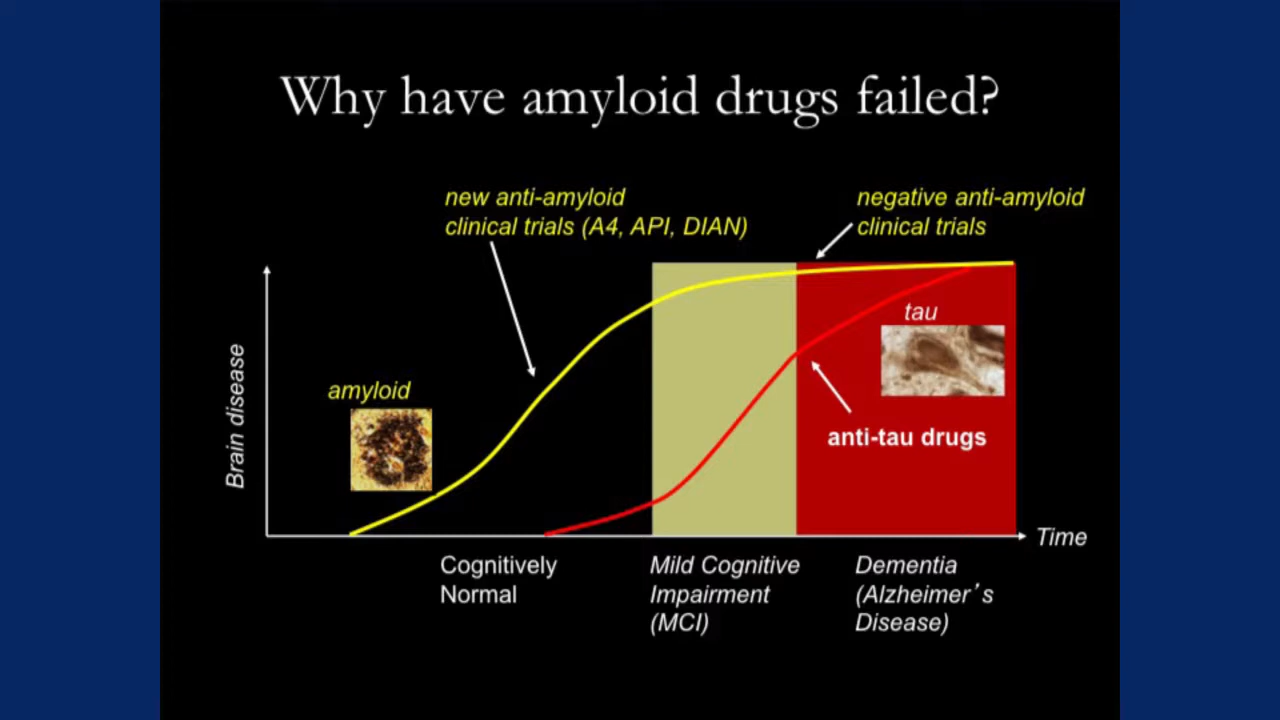 Why have amyloid drugs failed?
new anti-amyloid
clinical trials (A4, API, DIAN)
negative anti-amyloid
clinical trials
tau
amyloid
anti-tau drugs
Brain disease
Time
Cognitively
Normal
Mild Cognitive
Impairment
(MCI)
Dementia
(Alzheimer's
Disease)